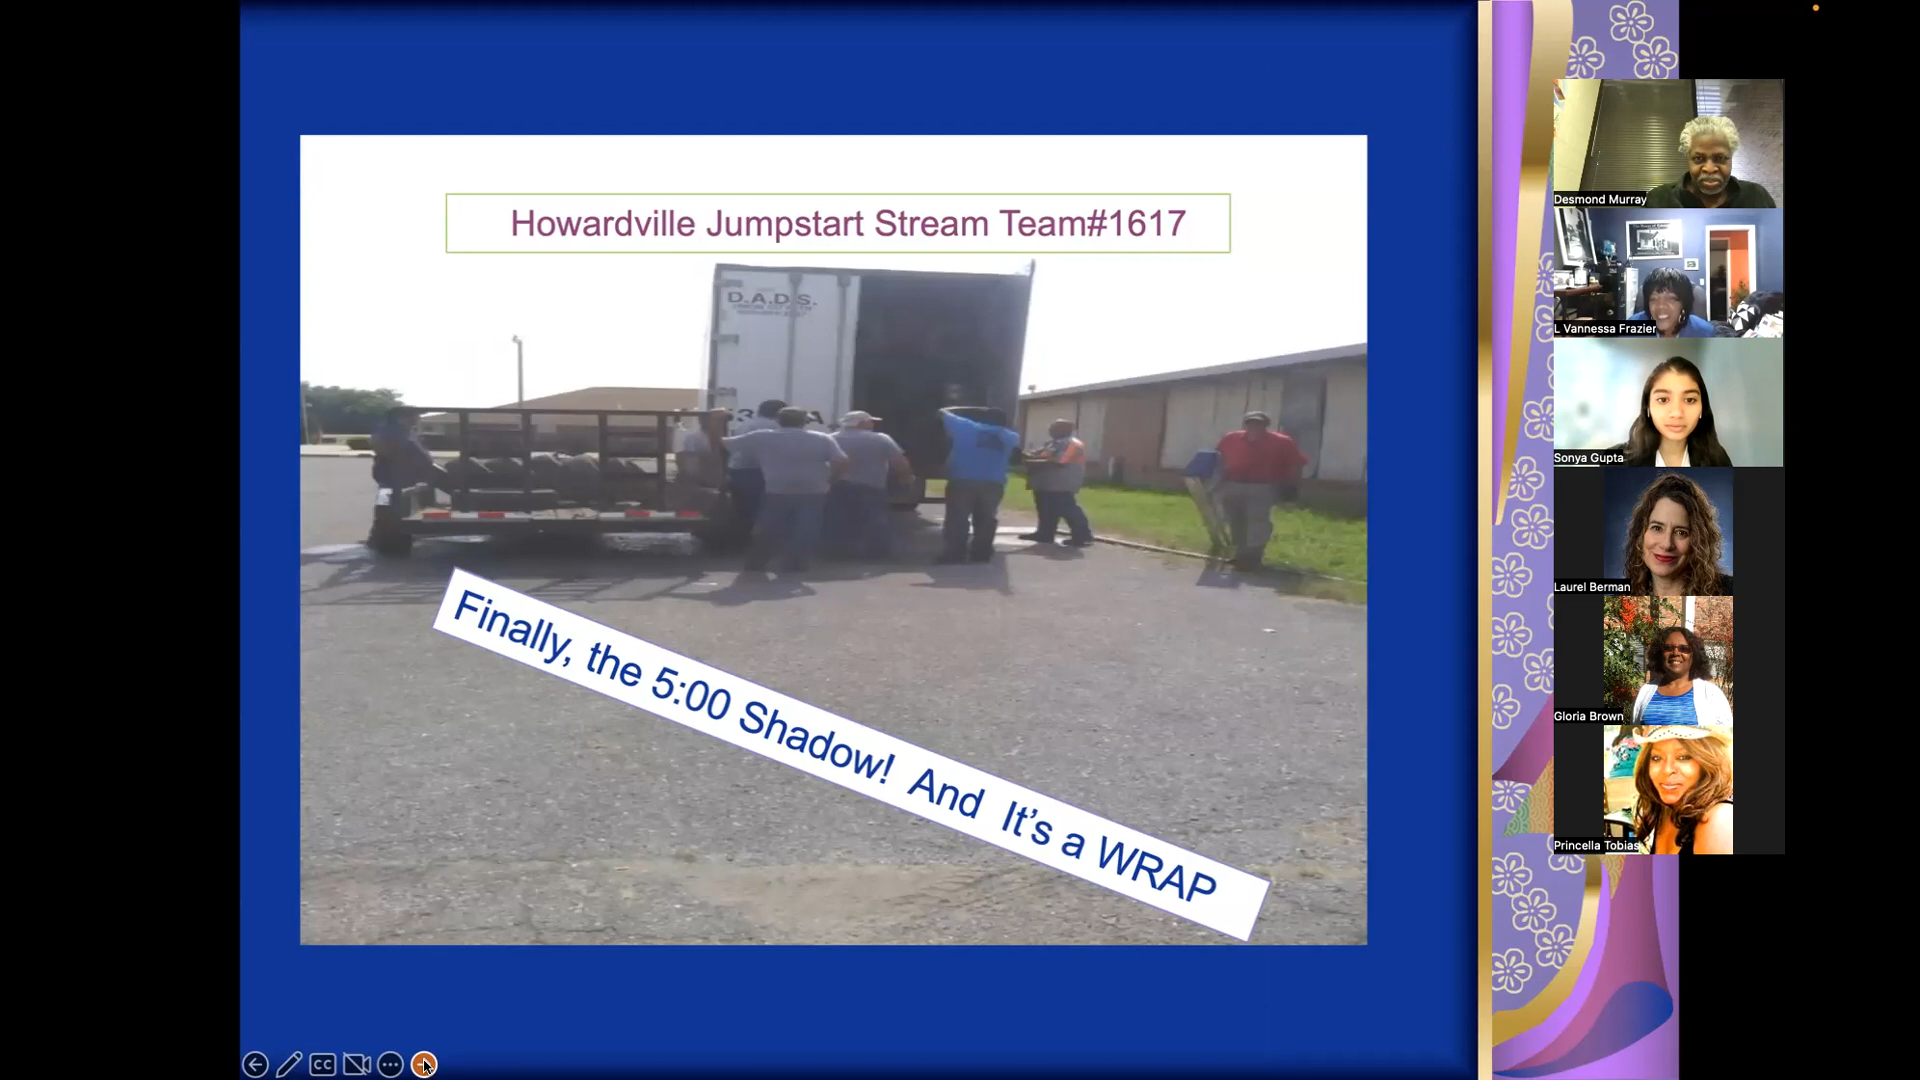 Howardville Jumpstart Stream Team#1617
D.A.D.S.
Finally, the 5:00 Shadow! And It's a WRAP
Desmond Murray
L Vannessa Frazier
Sonya Gupta
Laurel Berman
Gloria Brown
Princella Tobias
CC